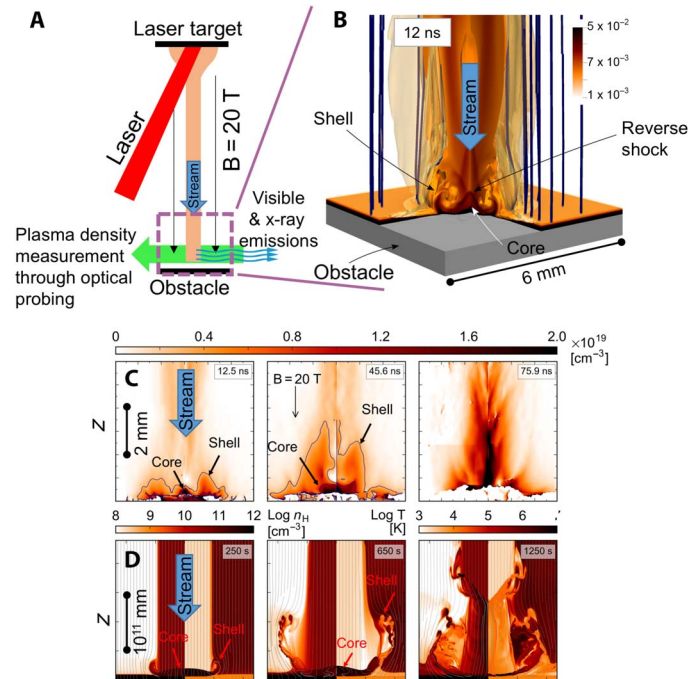 A
Laser target
Laser
B = 20 T
Stream
Visible
& x-ray
emissions
Plasma density
measurement
through optical
probing
Obstacle
B
12 ns
5 x 10⁻²
7 x 10⁻³
1 x 10⁻³
Stream
Shell
Reverse
shock
Core
Obstacle
6 mm
0 0.4 0.8 1.2 1.6 2.0 ×10¹⁹
[cm⁻³]
C
12.5 ns
45.6 ns
75.9 ns
Z
2 mm
Stream
Core
Shell
B = 20 T
Core
Shell
8 9 10 11 12
Log n_H
[cm⁻³]
Log T
[K]
3 4 5 6
D
250 s
650 s
1250 s
Z
10¹¹ mm
Stream
Core
Shell
Shell
Core